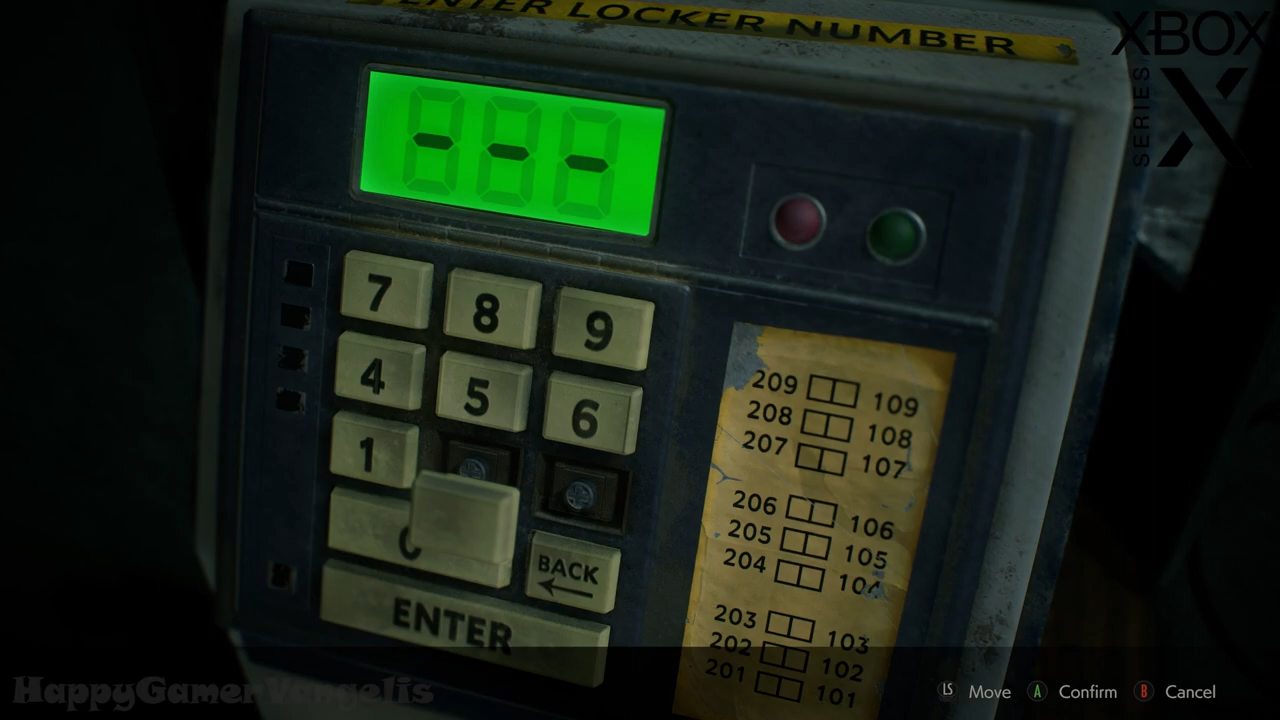 ENTER LOCKER NUMBER
XBOX
SERIES X
- - -
7 8 9
4 5 6
1
0
BACK
ENTER
209 109
208 108
207 107
206 106
205 105
204 104
203 103
202 102
201 101
HappyGamerVangelis
LS Move A Confirm B Cancel